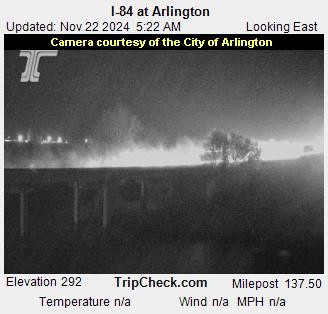 I-84 at Arlington
Updated: Nov 22 2024 5:22 AM Looking East
Camera courtesy of the City of Arlington
Elevation 292 TripCheck.com Milepost 137.50
Temperature n/a Wind n/a MPH n/a